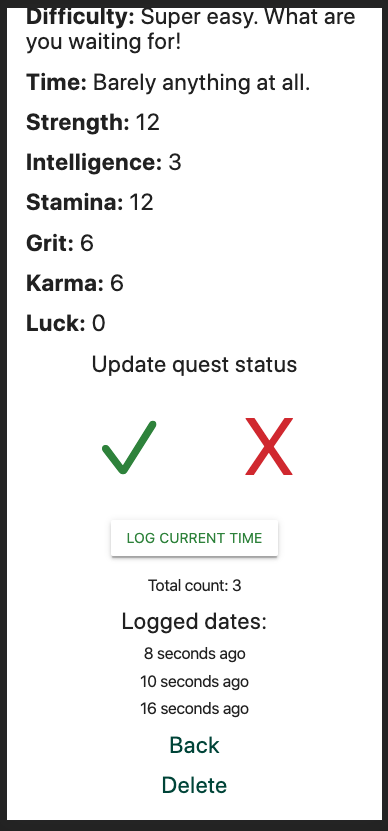 Difficulty: Super easy. What are
you waiting for!
Time: Barely anything at all.
Strength: 12
Intelligence: 3
Stamina: 12
Grit: 6
Karma: 6
Luck: 0
Update quest status
LOG CURRENT TIME
Total count: 3
Logged dates:
8 seconds ago
10 seconds ago
16 seconds ago
Back
Delete